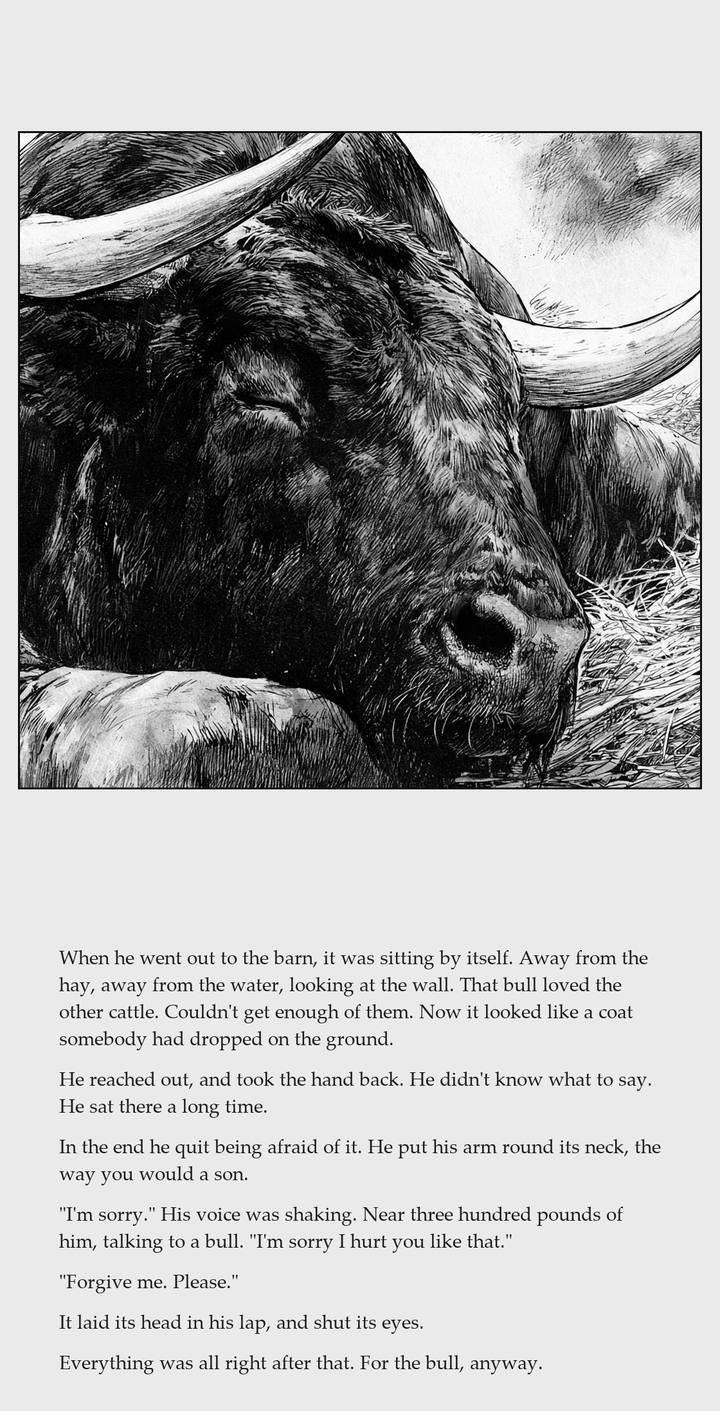 When he went out to the barn, it was sitting by itself. Away from the
hay, away from the water, looking at the wall. That bull loved the
other cattle. Couldn't get enough of them. Now it looked like a coat
somebody had dropped on the ground.
He reached out, and took the hand back. He didn't know what to say.
He sat there a long time.
In the end he quit being afraid of it. He put his arm round its neck, the
way you would a son.
"I'm sorry." His voice was shaking. Near three hundred pounds of
him, talking to a bull. "I'm sorry I hurt you like that."
"Forgive me. Please."
It laid its head in his lap, and shut its eyes.
Everything was all right after that. For the bull, anyway.